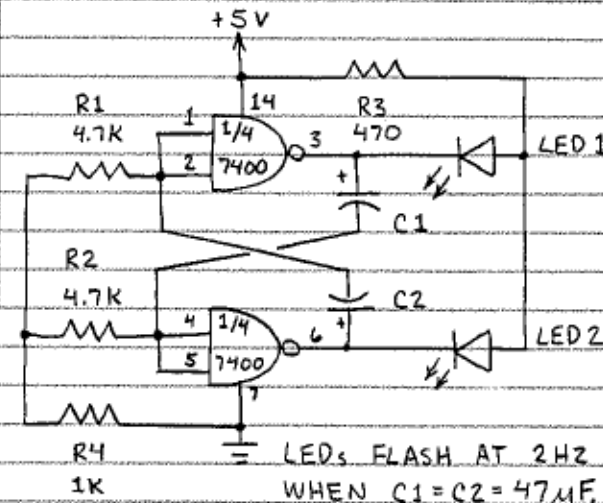 +5V
14
R1
4.7K
1
2
1/4
7400
3
R3
470
LED 1
+
C1
R2
4.7K
C2
+
4
5
1/4
7400
6
7
LED 2
R4
1K
LEDs FLASH AT 2HZ
WHEN C1 = C2 = 47µF.